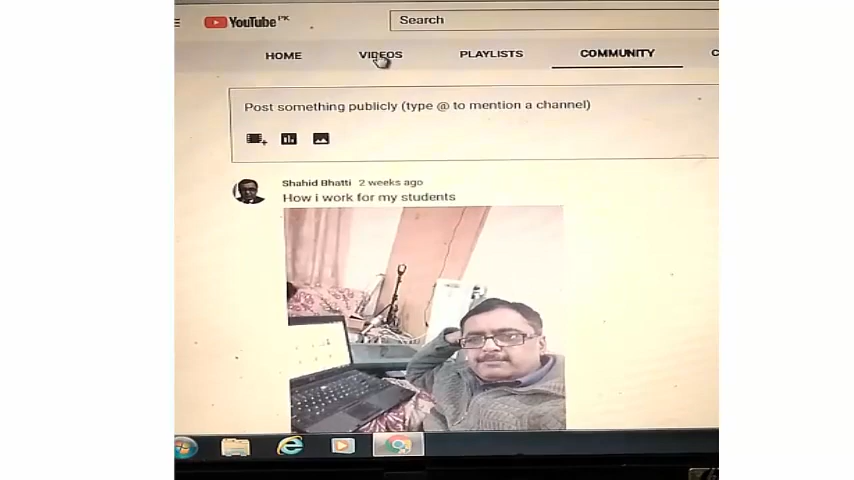 YouTube PK
Search
HOME VIDEOS PLAYLISTS COMMUNITY C
Post something publicly (type @ to mention a channel)
Shahid Bhatti 2 weeks ago
How i work for my students